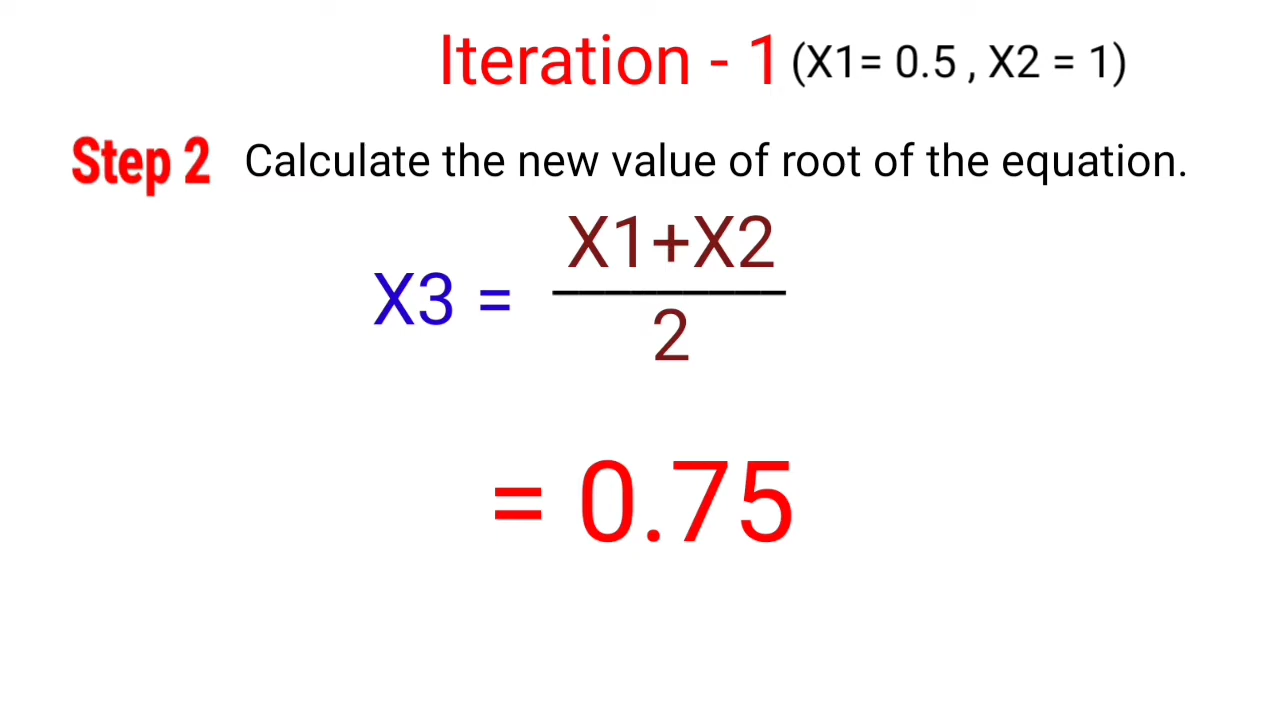 Iteration - 1 (X1= 0.5 , X2 = 1)
Step 2 Calculate the new value of root of the equation.
X1+X2
X3 =
2
= 0.75